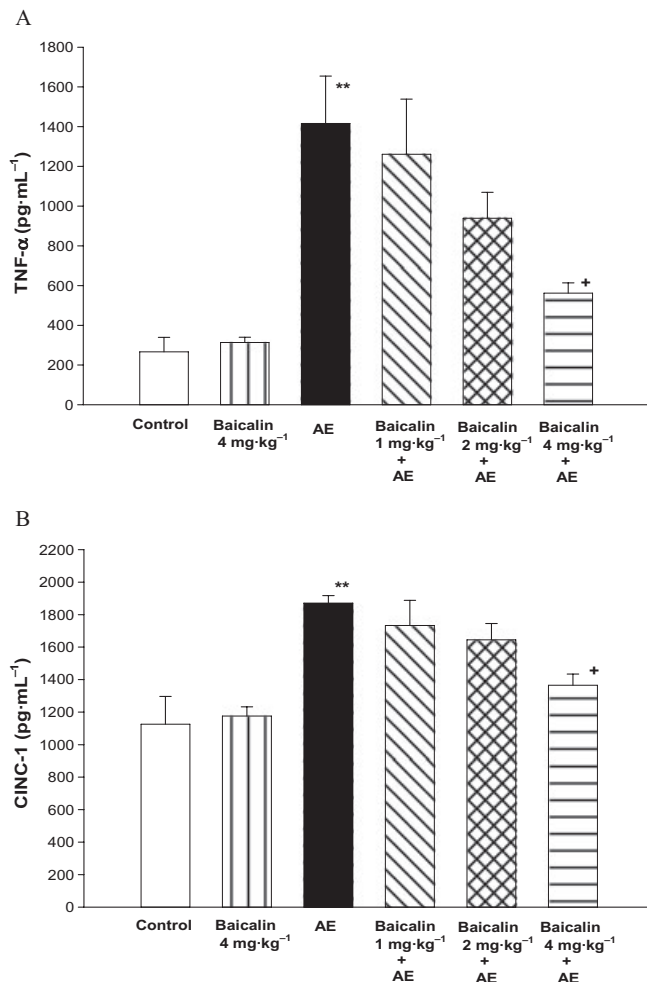 A
TNF-α (pg·mL⁻¹)
1800
1600
1400
1200
1000
800
600
400
200
0
**
+
Control
Baicalin
4 mg·kg⁻¹
AE
Baicalin
1 mg·kg⁻¹
+
AE
Baicalin
2 mg·kg⁻¹
+
AE
Baicalin
4 mg·kg⁻¹
+
AE
B
CINC-1 (pg·mL⁻¹)
2200
2000
1800
1600
1400
1200
1000
800
600
400
200
0
**
+
Control
Baicalin
4 mg·kg⁻¹
AE
Baicalin
1 mg·kg⁻¹
+
AE
Baicalin
2 mg·kg⁻¹
+
AE
Baicalin
4 mg·kg⁻¹
+
AE